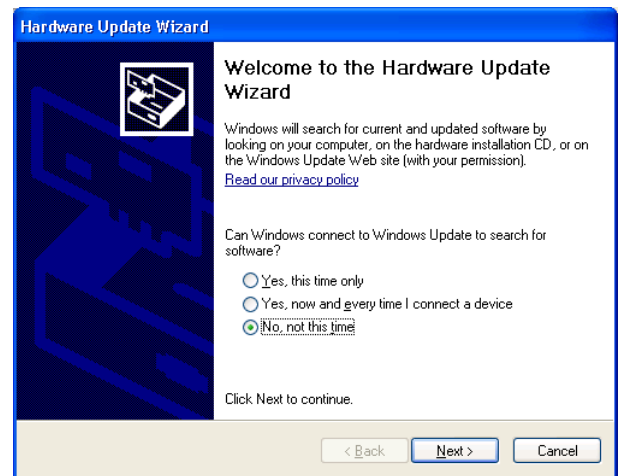 Hardware Update Wizard
Welcome to the Hardware Update
Wizard
Windows will search for current and updated software by
looking on your computer, on the hardware installation CD, or on
the Windows Update Web site (with your permission).
Read our privacy policy
Can Windows connect to Windows Update to search for
software?
Yes, this time only
Yes, now and every time I connect a device
No, not this time
Click Next to continue.
< Back
Next >
Cancel